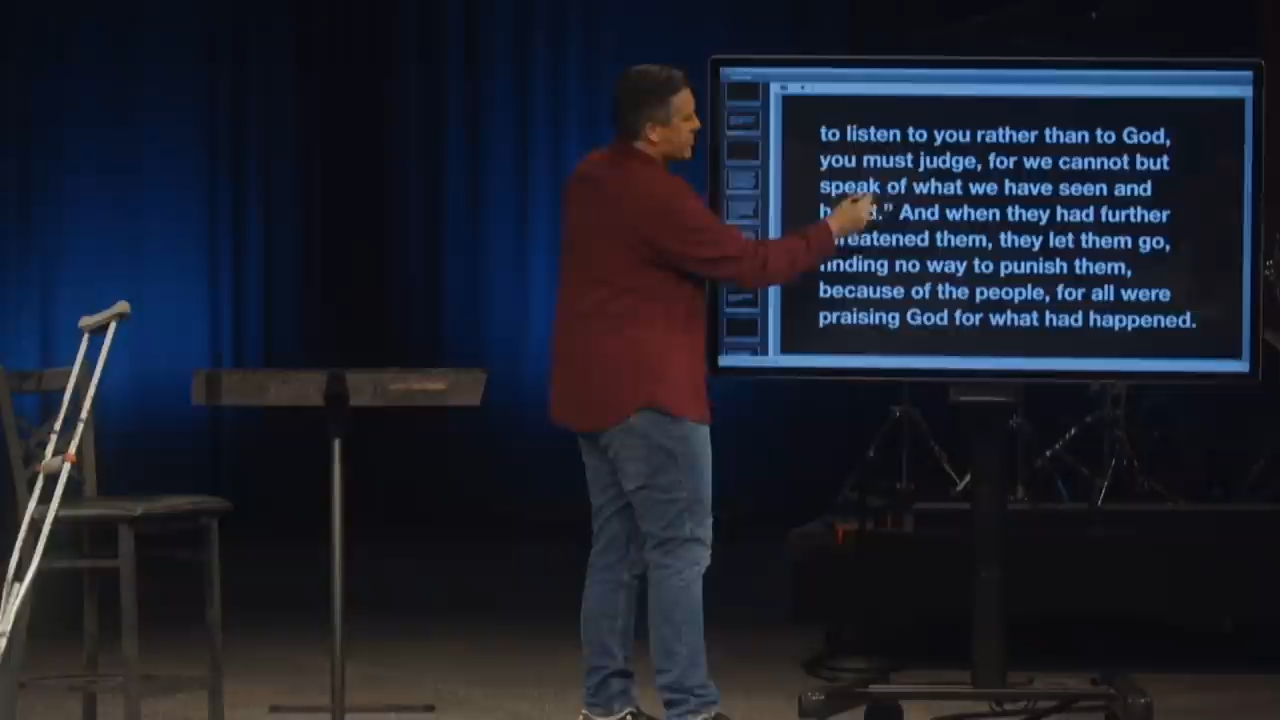 to listen to you rather than to God,
you must judge, for we cannot but
speak of what we have seen and
." And when they had further
threatened them, they let them go,
finding no way to punish them,
because of the people, for all were
praising God for what had happened.